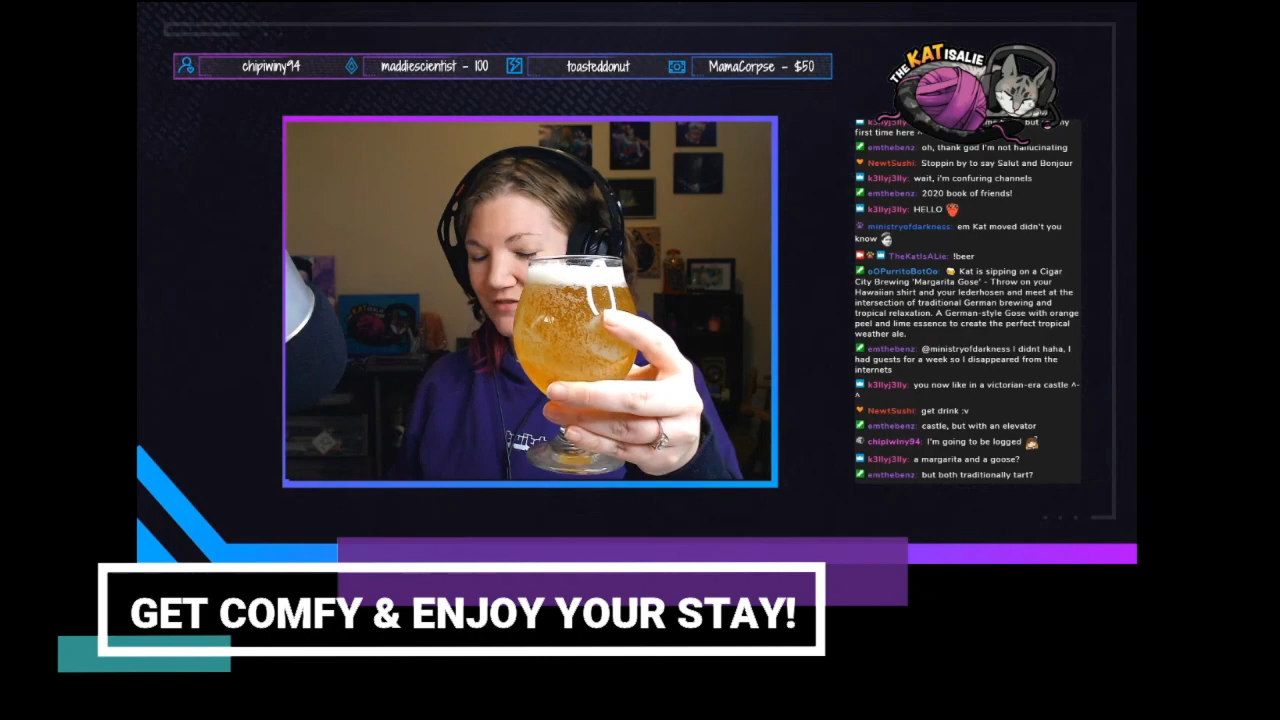 chipiwiny94 maddiescientist - 100 toasteddonut MamaCorpse - $50
THE KAT IS A LIE
k3llyj3lly: but my
first time here ^
emthebenz: oh, thank god I'm not hallucinating
NewtSushi: Stoppin by to say Salut and Bonjour
k3llyj3lly: wait, i'm confuring channels
emthebenz: 2020 book of friends!
k3llyj3lly: HELLO
ministryofdarkness: em Kat moved didn't you
know
TheKatIsALie: !beer
oOPurritoBotOo: Kat is sipping on a Cigar
City Brewing 'Margarita Gose' - Throw on your
Hawaiian shirt and your lederhosen and meet at the
intersection of traditional German brewing and
tropical relaxation. A German-style Gose with orange
peel and lime essence to create the perfect tropical
weather ale.
emthebenz: @ministryofdarkness I didnt haha, I
had guests for a week so I disappeared from the
internets
k3llyj3lly: you now like in a victorian-era castle ^-
^
NewtSushi: get drink :v
emthebenz: castle, but with an elevator
chipiwiny94: I'm going to be logged
k3llyj3lly: a margarita and a goose?
emthebenz: but both traditionally tart?
GET COMFY & ENJOY YOUR STAY!